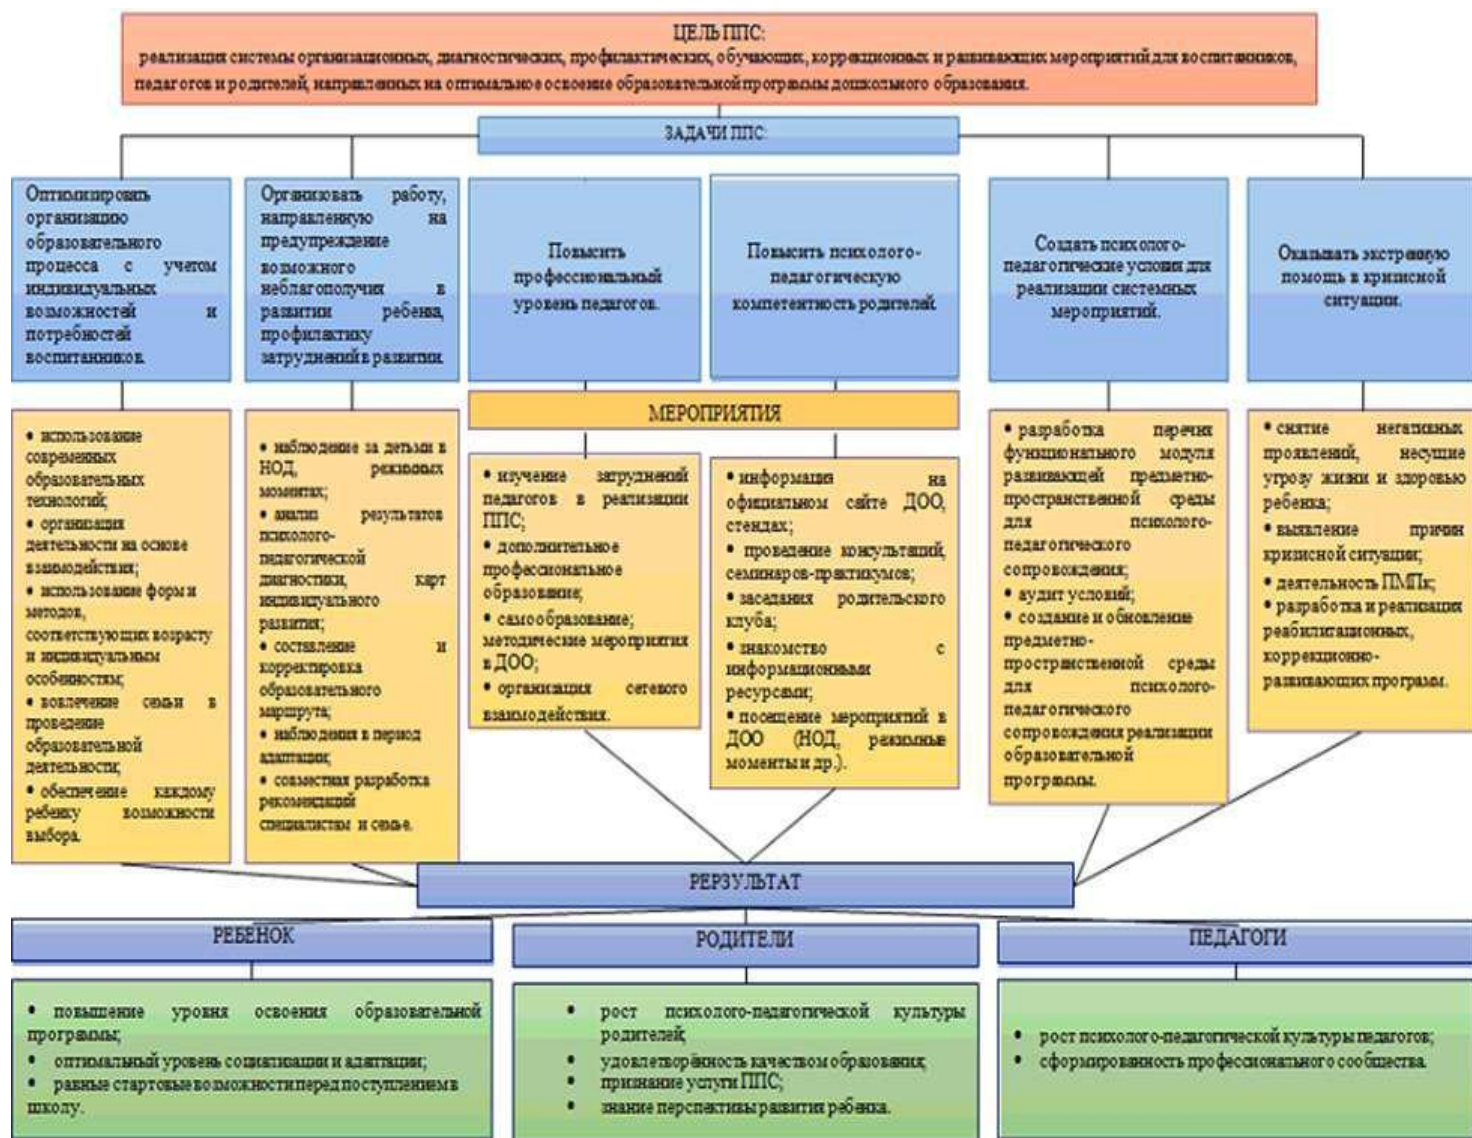 ЦЕЛЬ ППС:
реализация системы организационных, диагностических, профилактических, обучающих, коррекционных и развивающих мероприятий для воспитанников,
педагогов и родителей, направленных на оптимальное освоение образовательной программы дошкольного образования.
ЗАДАЧИ ППС:
Оптимизировать
организацию
образовательного
процесса с учетом
индивидуальных
возможностей и
потребностей
воспитанников.
Организовать работу,
направленную на
предупреждение
возможного
неблагополучия в
развитии ребенка,
профилактику
затруднений в развитии.
Повысить
профессиональный
уровень педагогов.
Повысить психолого-
педагогическую
компетентность родителей.
Создать психолого-
педагогические условия для
реализации системных
мероприятий.
Оказывать экстренную
помощь в кризисной
ситуации.
МЕРОПРИЯТИЯ
• использование
современных
образовательных
технологий;
• организация
деятельности на основе
взаимодействия;
• использование форм и
методов,
соответствующих возрасту
и индивидуальным
особенностям;
• вовлечение семьи в
проведение
образовательной
деятельности;
• обеспечение каждому
ребенку возможности
выбора.
• наблюдение за детьми в
НОД, режимных
моментах;
• анализ результатов
психолого-
педагогической
диагностики, карт
индивидуального
развития;
• составление и
корректировка
образовательного
маршрута;
• наблюдения в период
адаптации;
• совместная разработка
рекомендаций
специалистам и семье.
• изучение затруднений
педагогов в реализации
ППС;
• дополнительное
профессиональное
образование;
• самообразование;
методические мероприятия
в ДОО;
• организация сетевого
взаимодействия.
• информация на
официальном сайте ДОО,
стендах;
• проведение консультаций,
семинаров-практикумов;
• заседания родительского
клуба;
• знакомство с
информационными
ресурсами;
• посещение мероприятий в
ДОО (НОД, режимные
моменты и др.).
• разработка перечня
функционального модуля
развивающей предметно-
пространственной среды
для психолого-
педагогического
сопровождения;
• аудит условий;
• создание и обновление
предметно-
пространственной среды
для психолого-
педагогического
сопровождения реализации
образовательной
программы.
• снятие негативных
проявлений, несущие
угрозу жизни и здоровью
ребенка;
• выявление причин
кризисной ситуации;
• деятельность ПМПк;
• разработка и реализация
реабилитационных,
коррекционно-
развивающих программ.
РЕРЗУЛЬТАТ
РЕБЕНОК
• повышение уровня освоения образовательной
программы;
• оптимальный уровень социализации и адаптации;
• равные стартовые возможности перед поступлением в
школу.
РОДИТЕЛИ
• рост психолого-педагогической культуры
родителей;
• удовлетворённость качеством образования;
• признание услуги ППС;
• знание перспективы развития ребенка.
ПЕДАГОГИ
• рост психолого-педагогической культуры педагогов;
• сформированность профессионального сообщества.